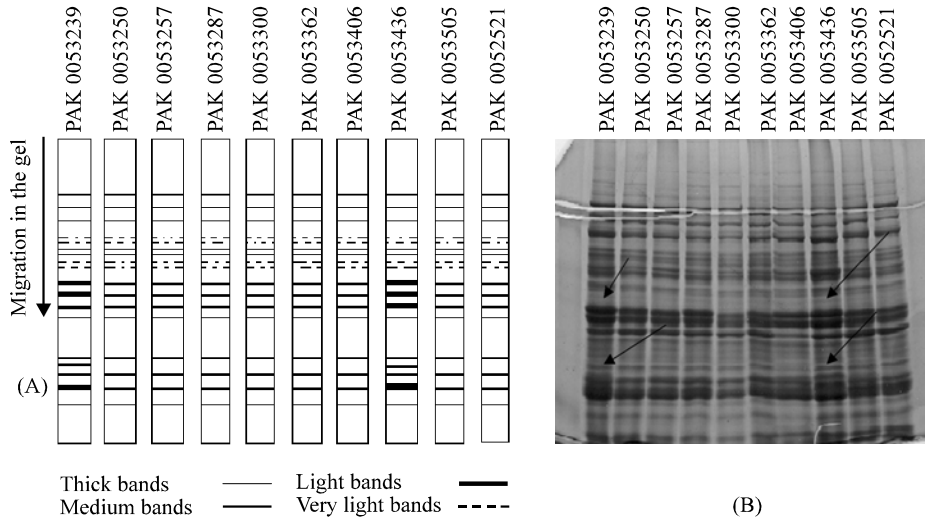 PAK 0053239
PAK 0053250
PAK 0053257
PAK 0053287
PAK 0053300
PAK 0053362
PAK 0053406
PAK 0053436
PAK 0053505
PAK 0052521
Migration in the gel
(A)
Thick bands
Light bands
Medium bands
Very light bands
PAK 0053239
PAK 0053250
PAK 0053257
PAK 0053287
PAK 0053300
PAK 0053362
PAK 0053406
PAK 0053436
PAK 0053505
PAK 0052521
(B)